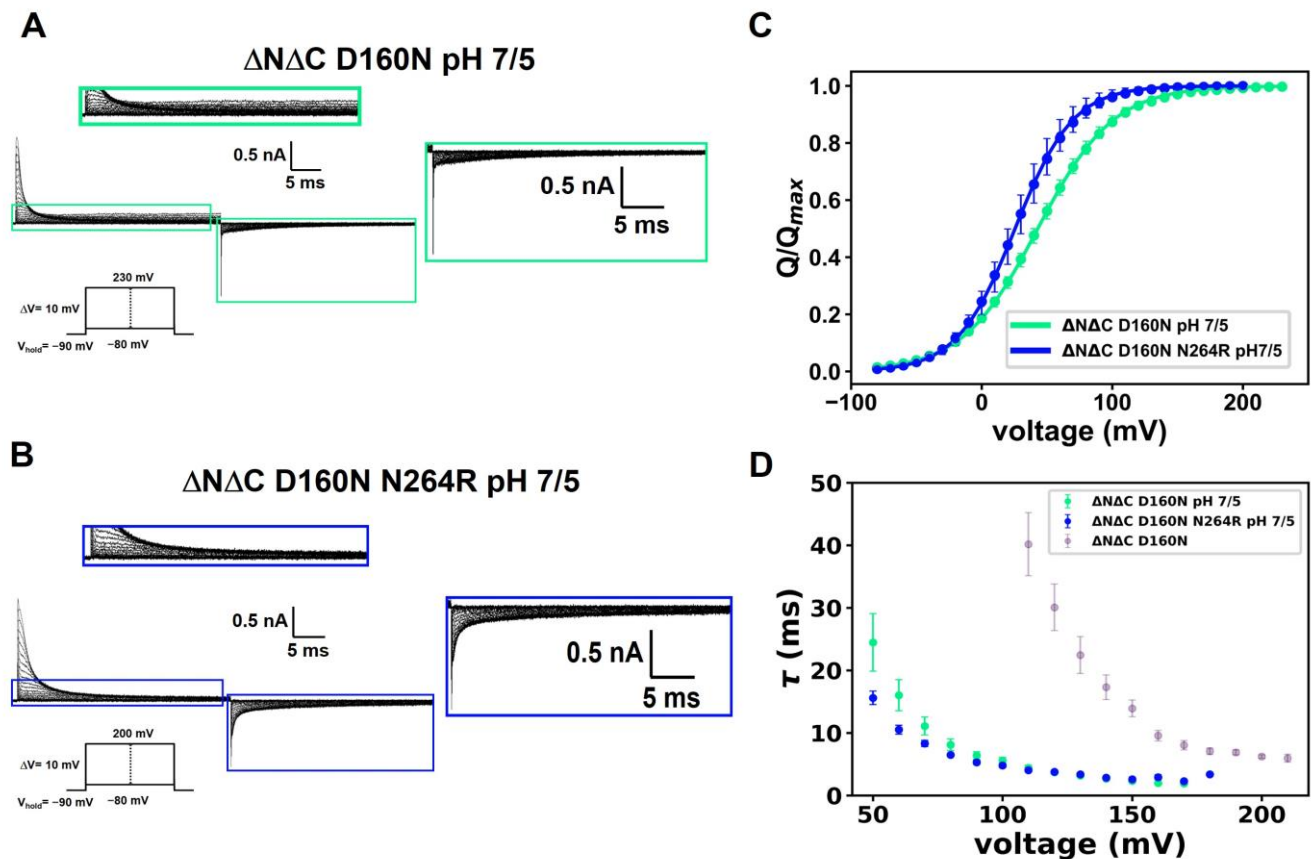 A
ΔNΔC D160N pH 7/5
0.5 nA
5 ms
0.5 nA
5 ms
230 mV
ΔV= 10 mV
Vhold= −90 mV
−80 mV
B
ΔNΔC D160N N264R pH 7/5
0.5 nA
5 ms
0.5 nA
5 ms
200 mV
ΔV= 10 mV
Vhold= −90 mV
−80 mV
C
1.0
0.8
0.6
0.4
0.2
0.0
Q/Qmax
ΔNΔC D160N pH 7/5
ΔNΔC D160N N264R pH7/5
−100
0
100
200
voltage (mV)
D
50
40
30
20
10
0
τ (ms)
ΔNΔC D160N pH 7/5
ΔNΔC D160N N264R pH 7/5
ΔNΔC D160N
50
100
150
200
voltage (mV)